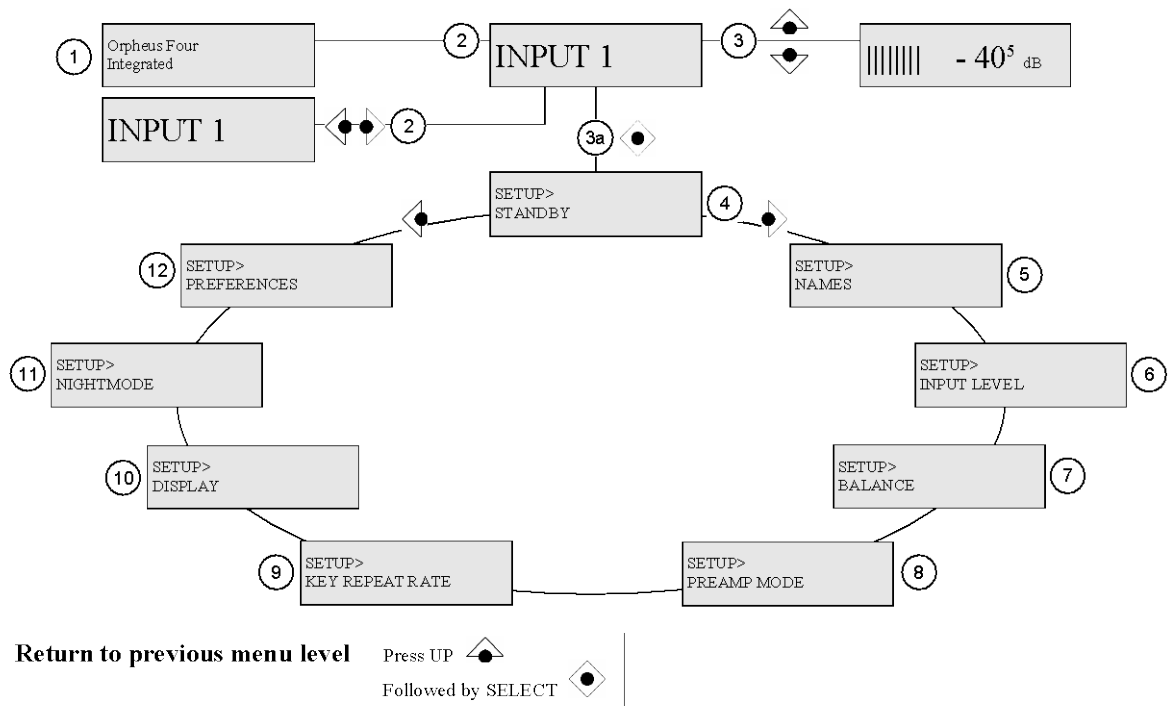 1
Orpheus Four
Integrated
2
INPUT 1
3
- 40⁵ dB
INPUT 1
2
3a
SETUP>
STANDBY
4
12
SETUP>
PREFERENCES
SETUP>
NAMES
5
11
SETUP>
NIGHTMODE
SETUP>
INPUT LEVEL
6
10
SETUP>
DISPLAY
SETUP>
BALANCE
7
9
SETUP>
KEY REPEAT RATE
SETUP>
PREAMP MODE
8
Return to previous menu level
Press UP
Followed by SELECT